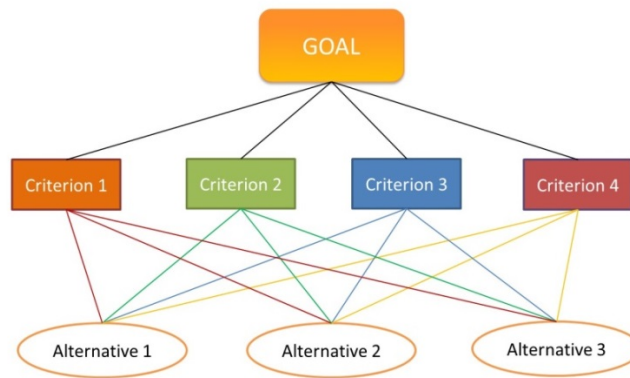 GOAL
Criterion 1
Criterion 2
Criterion 3
Criterion 4
Alternative 1
Alternative 2
Alternative 3